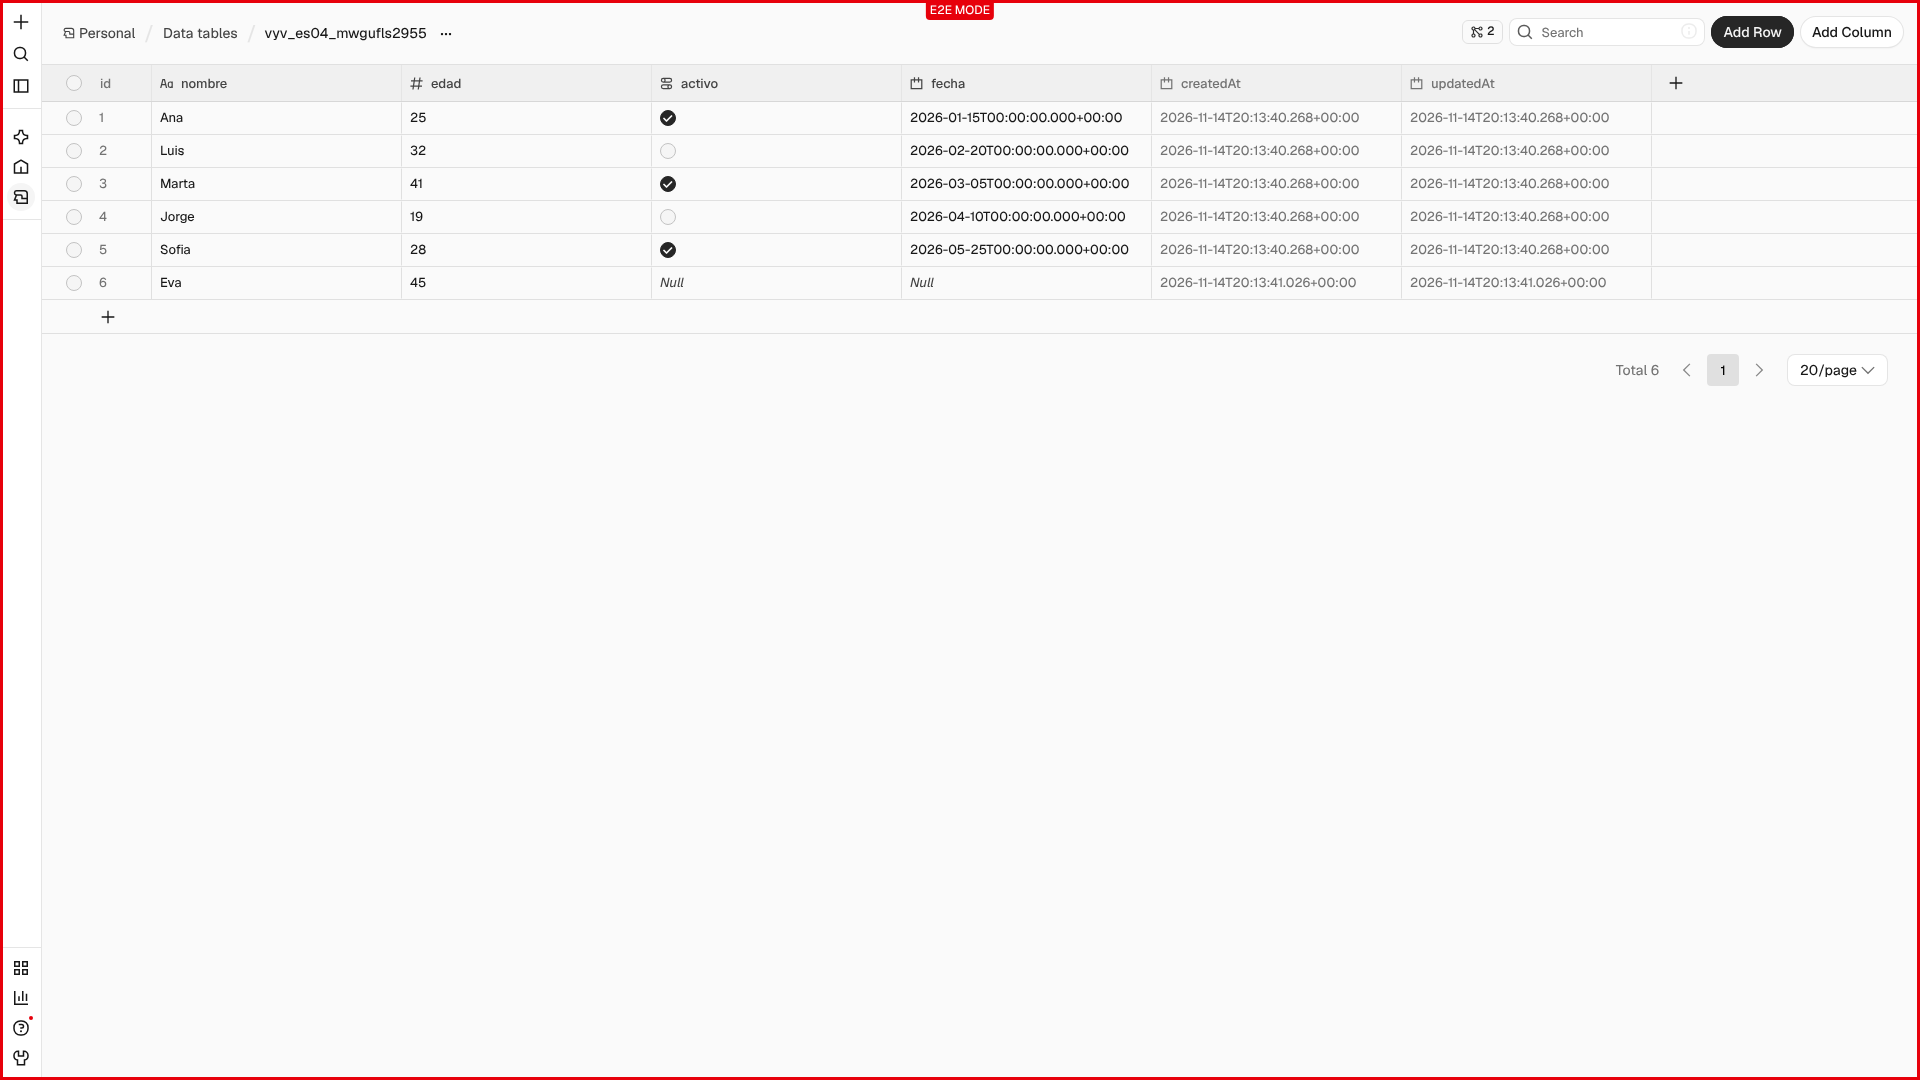 E2E MODE
Personal / Data tables / vyv_es04_mwgufls2955 ...
2 Search Add Row Add Column
id Aa nombre # edad activo fecha createdAt updatedAt
1 Ana 25 2026-01-15T00:00:00.000+00:00 2026-11-14T20:13:40.268+00:00 2026-11-14T20:13:40.268+00:00
2 Luis 32 2026-02-20T00:00:00.000+00:00 2026-11-14T20:13:40.268+00:00 2026-11-14T20:13:40.268+00:00
3 Marta 41 2026-03-05T00:00:00.000+00:00 2026-11-14T20:13:40.268+00:00 2026-11-14T20:13:40.268+00:00
4 Jorge 19 2026-04-10T00:00:00.000+00:00 2026-11-14T20:13:40.268+00:00 2026-11-14T20:13:40.268+00:00
5 Sofia 28 2026-05-25T00:00:00.000+00:00 2026-11-14T20:13:40.268+00:00 2026-11-14T20:13:40.268+00:00
6 Eva 45 Null Null 2026-11-14T20:13:41.026+00:00 2026-11-14T20:13:41.026+00:00
Total 6 1 20/page